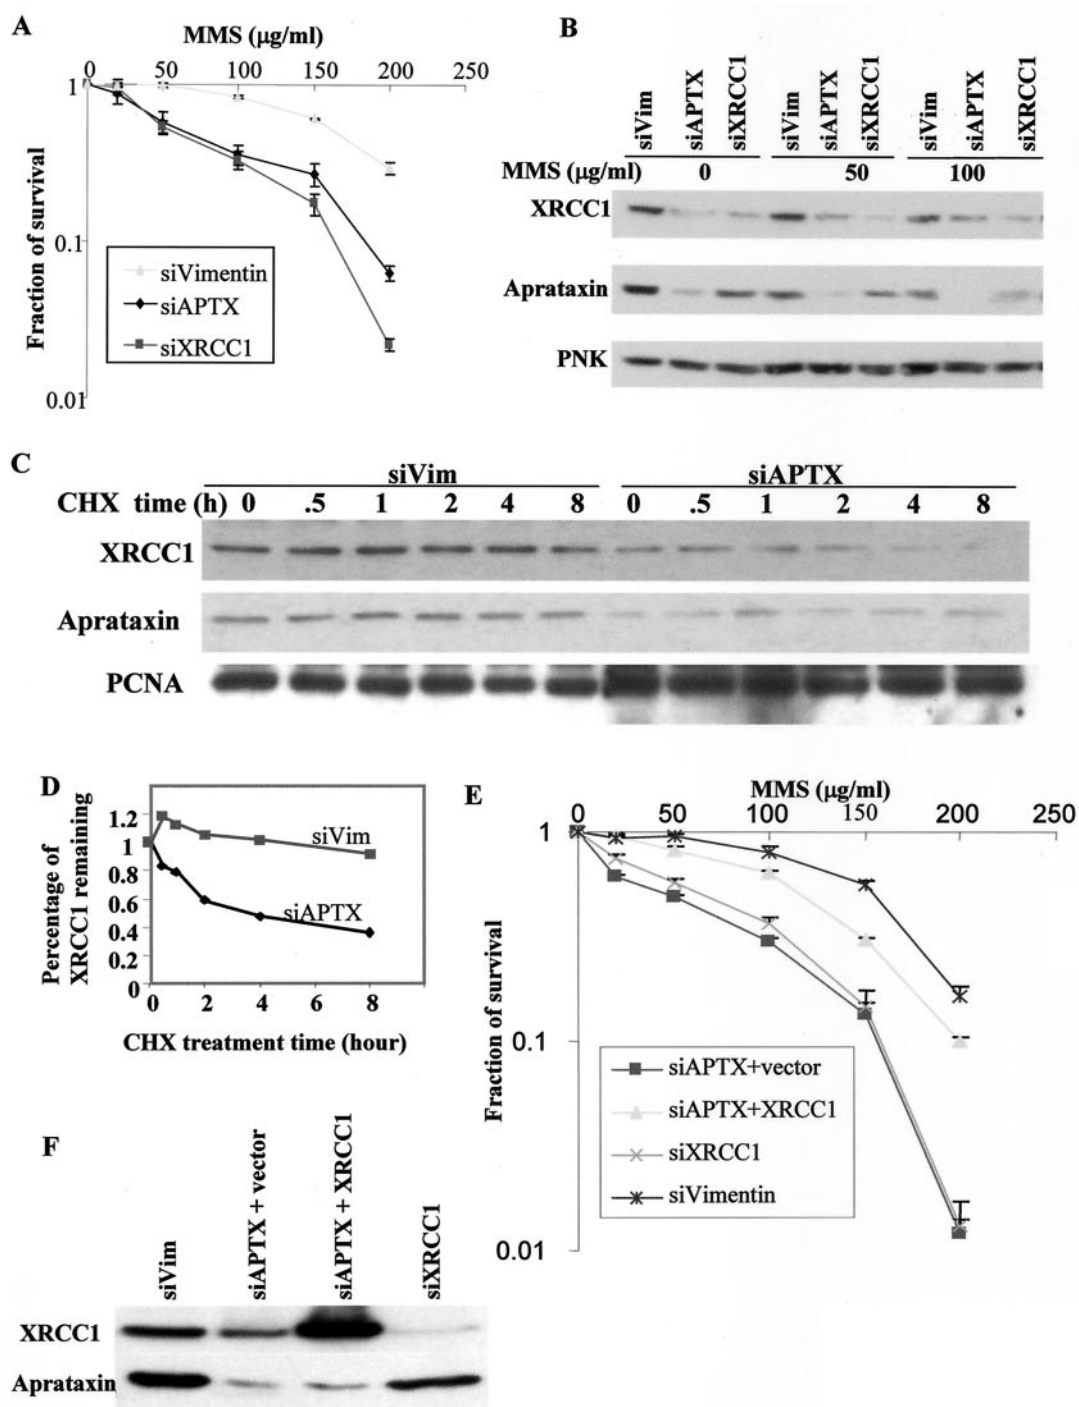 A
MMS (µg/ml)
0 50 100 150 200 250
1
0.1
0.01
Fraction of survival
siVimentin
siAPTX
siXRCC1
B
siVim siAPTX siXRCC1 siVim siAPTX siXRCC1 siVim siAPTX siXRCC1
MMS (µg/ml) 0 50 100
XRCC1
Aprataxin
PNK
C
siVim siAPTX
CHX time (h) 0 .5 1 2 4 8 0 .5 1 2 4 8
XRCC1
Aprataxin
PCNA
D
Percentage of
XRCC1 remaining
1.2
1
0.8
0.6
0.4
0.2
0
siVim
siAPTX
0 2 4 6 8
CHX treatment time (hour)
E
MMS (µg/ml)
0 50 100 150 200 250
1
0.1
0.01
Fraction of survival
siAPTX+vector
siAPTX+XRCC1
siXRCC1
siVimentin
F
siVim siAPTX + vector siAPTX + XRCC1 siXRCC1
XRCC1
Aprataxin